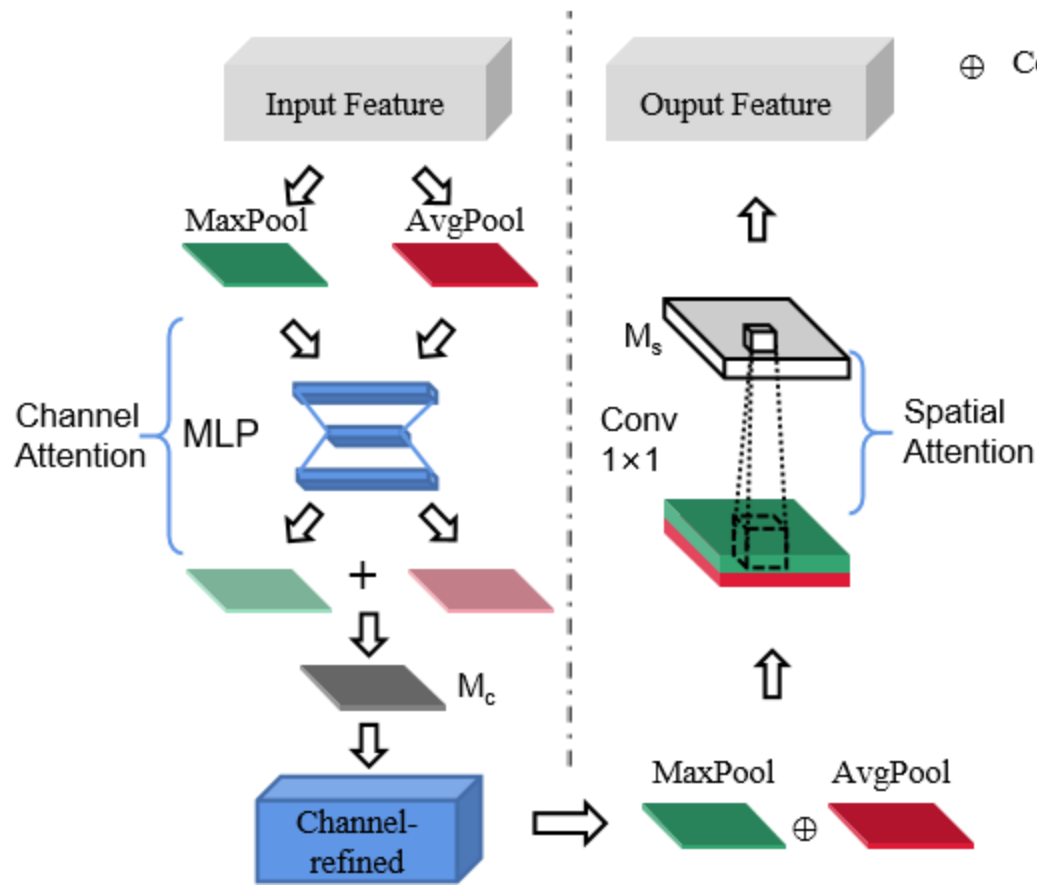 Input Feature
MaxPool
AvgPool
Channel
Attention
MLP
+
Mc
Channel-
refined
Ouput Feature
⊕
Ms
Conv
1×1
Spatial
Attention
MaxPool
⊕
AvgPool